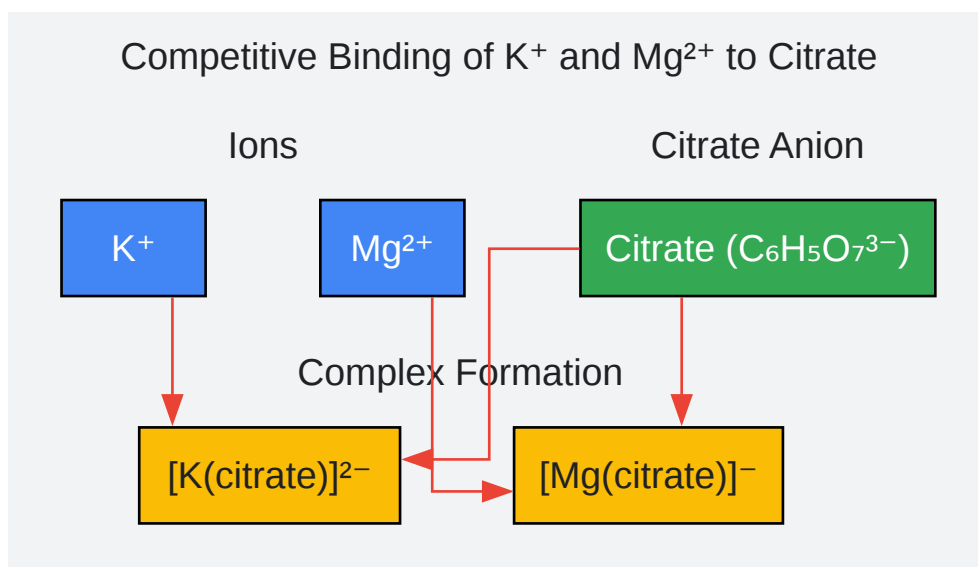 Competitive Binding of K⁺ and Mg²⁺ to Citrate
Ions
Citrate Anion
K⁺
Mg²⁺
Citrate (C₆H₅O₇³⁻)
Complex Formation
[K(citrate)]²⁻
[Mg(citrate)]⁻